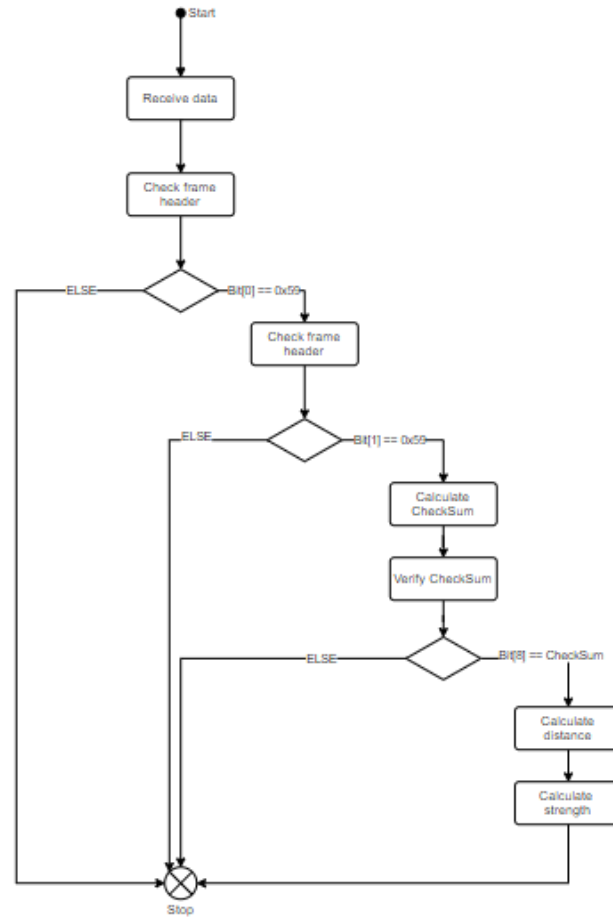 Start
Receive data
Check frame
header
ELSE
Bit[0] == 0x59
Check frame
header
ELSE
Bit[1] == 0x59
Calculate
CheckSum
Verify CheckSum
ELSE
Bit[8] == CheckSum
Calculate
distance
Calculate
strength
Stop